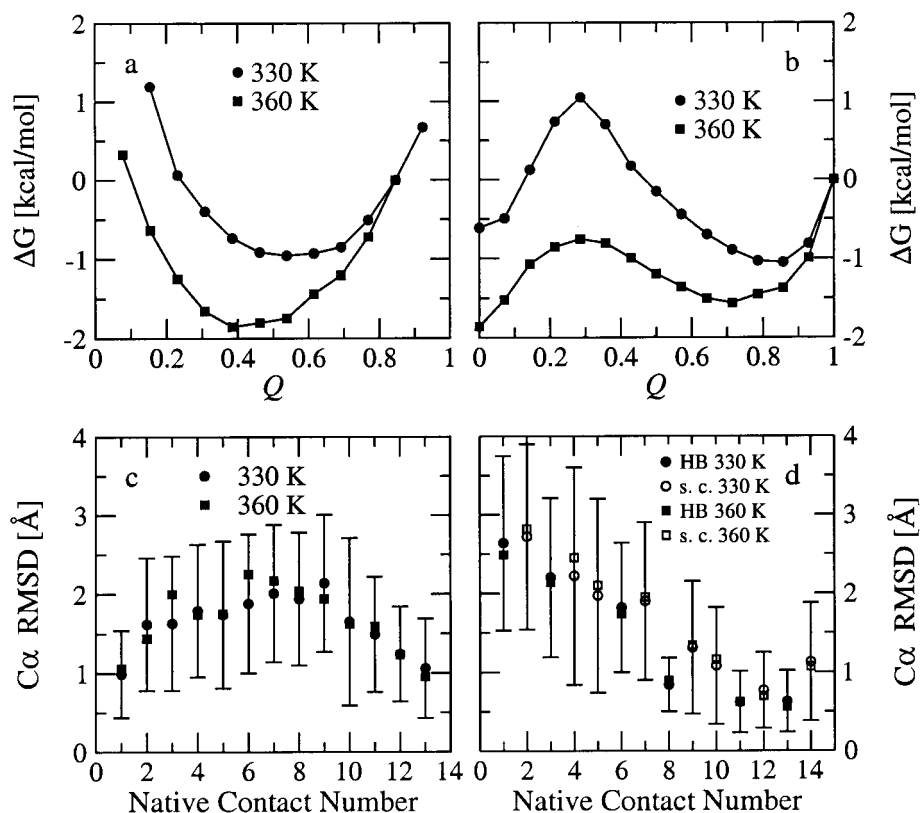 2
1
0
-1
-2
ΔG [kcal/mol]
a
330 K
360 K
0 0.2 0.4 0.6 0.8 1
Q
b
330 K
360 K
2
1
0
-1
-2
ΔG [kcal/mol]
0 0.2 0.4 0.6 0.8 1
Q
4
3
2
1
0
Cα RMSD [Å]
c
330 K
360 K
0 2 4 6 8 10 12 14
Native Contact Number
d
HB 330 K
s. c. 330 K
HB 360 K
s. c. 360 K
4
3
2
1
0
Cα RMSD [Å]
0 2 4 6 8 10 12 14
Native Contact Number